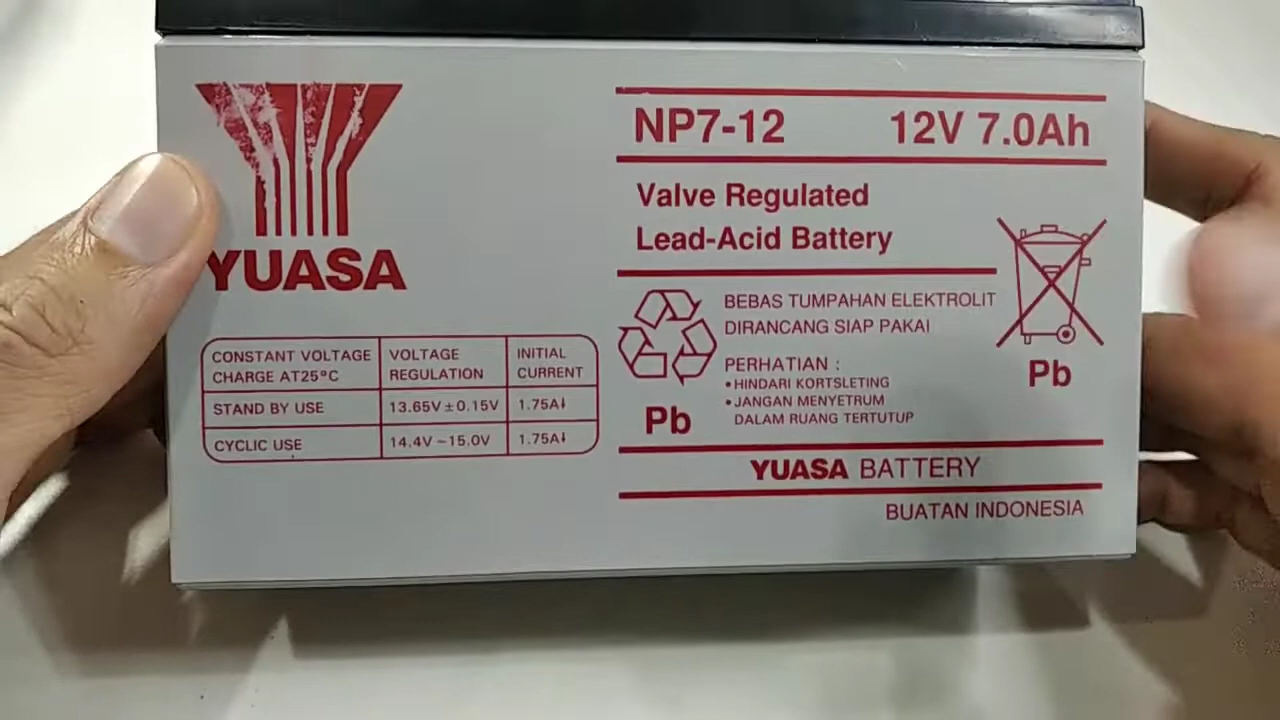 YUASA
NP7-12 12V 7.0Ah
Valve Regulated
Lead-Acid Battery
BEBAS TUMPAHAN ELEKTROLIT
DIRANCANG SIAP PAKAI
PERHATIAN :
•HINDARI KORTSLETING
•JANGAN MENYETRUM
DALAM RUANG TERTUTUP
Pb
Pb
CONSTANT VOLTAGE CHARGE AT25°C
VOLTAGE REGULATION
INITIAL CURRENT
STAND BY USE 13.65V±0.15V 1.75A⬇
CYCLIC USE 14.4V~15.0V 1.75A⬇
YUASA BATTERY
BUATAN INDONESIA